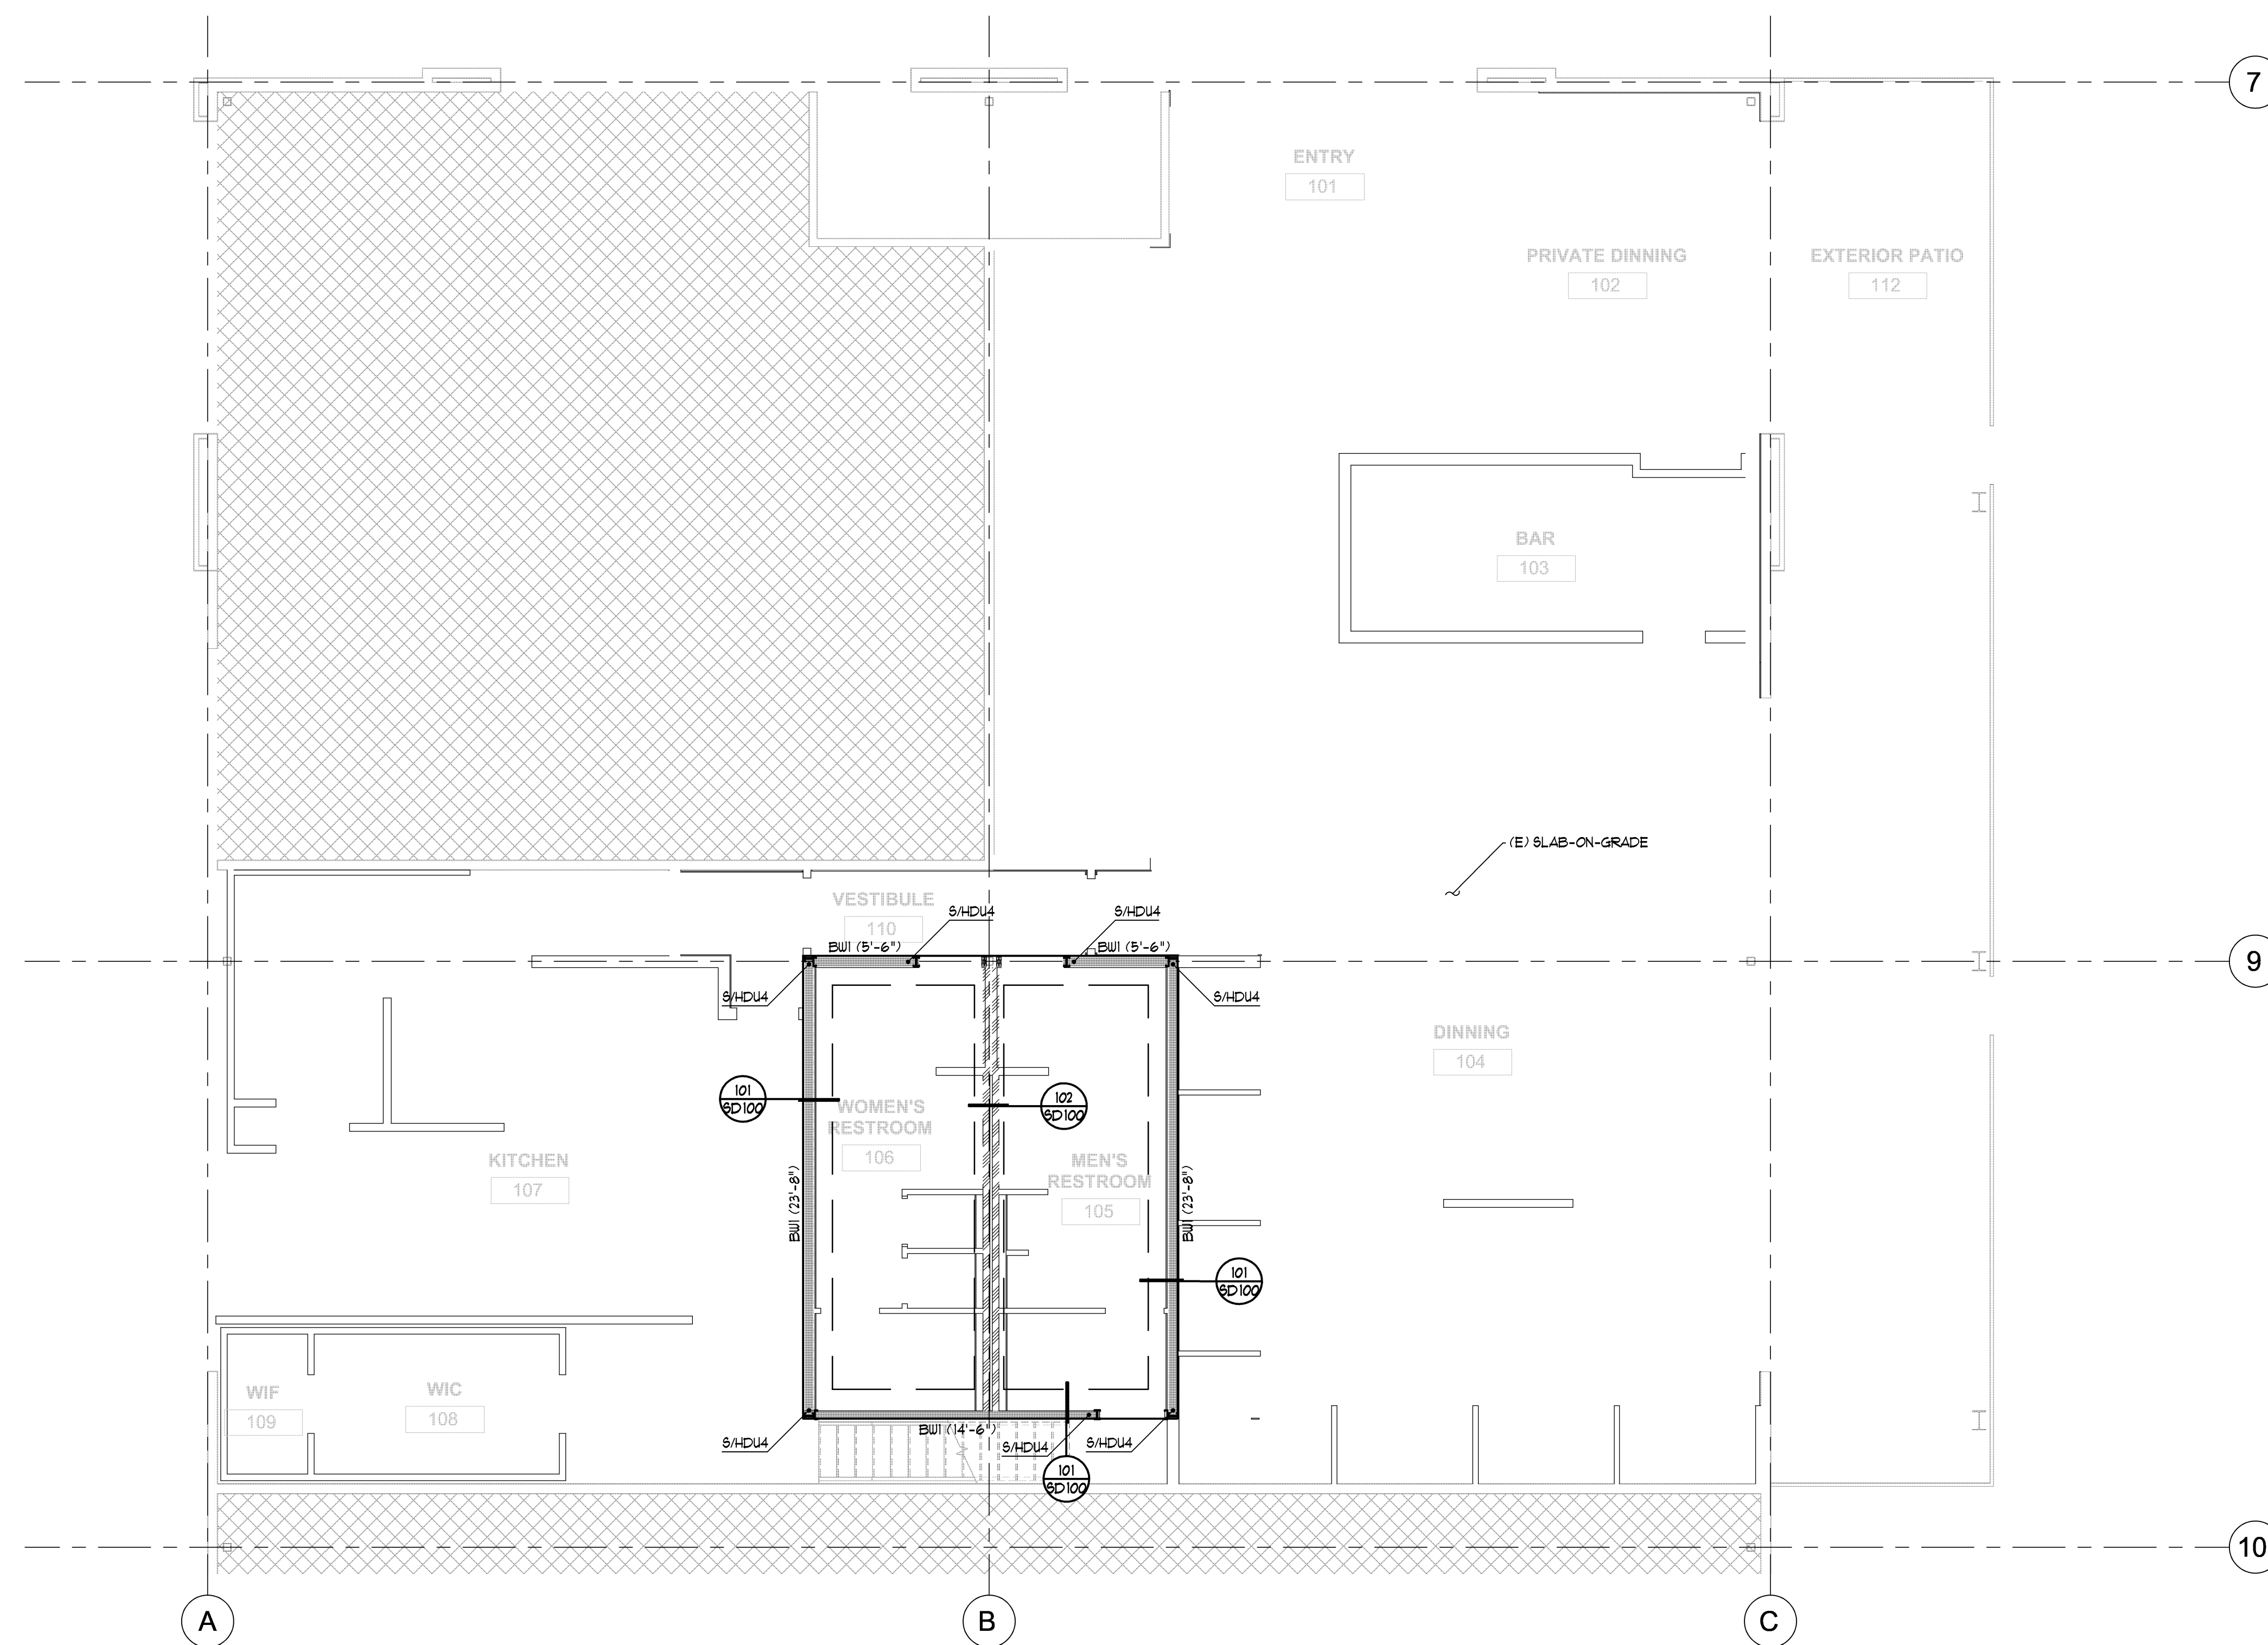 7
ENTRY
101
PRIVATE DINNING
102
EXTERIOR PATIO
112
BAR
103
(E) SLAB-ON-GRADE
VESTIBULE
110
S/HDU4
S/HDU4
BW1 (5'-6")
BW1 (5'-6")
9
S/HDU4
S/HDU4
DINNING
104
101
SD100
102
SD100
WOMEN'S
RESTROOM
106
KITCHEN
107
MEN'S
RESTROOM
105
BW1 (23'-8")
BW1 (23'-8")
101
SD100
WIF
109
WIC
108
BW1 (14'-6")
S/HDU4
S/HDU4
S/HDU4
101
SD100
10
A
B
C